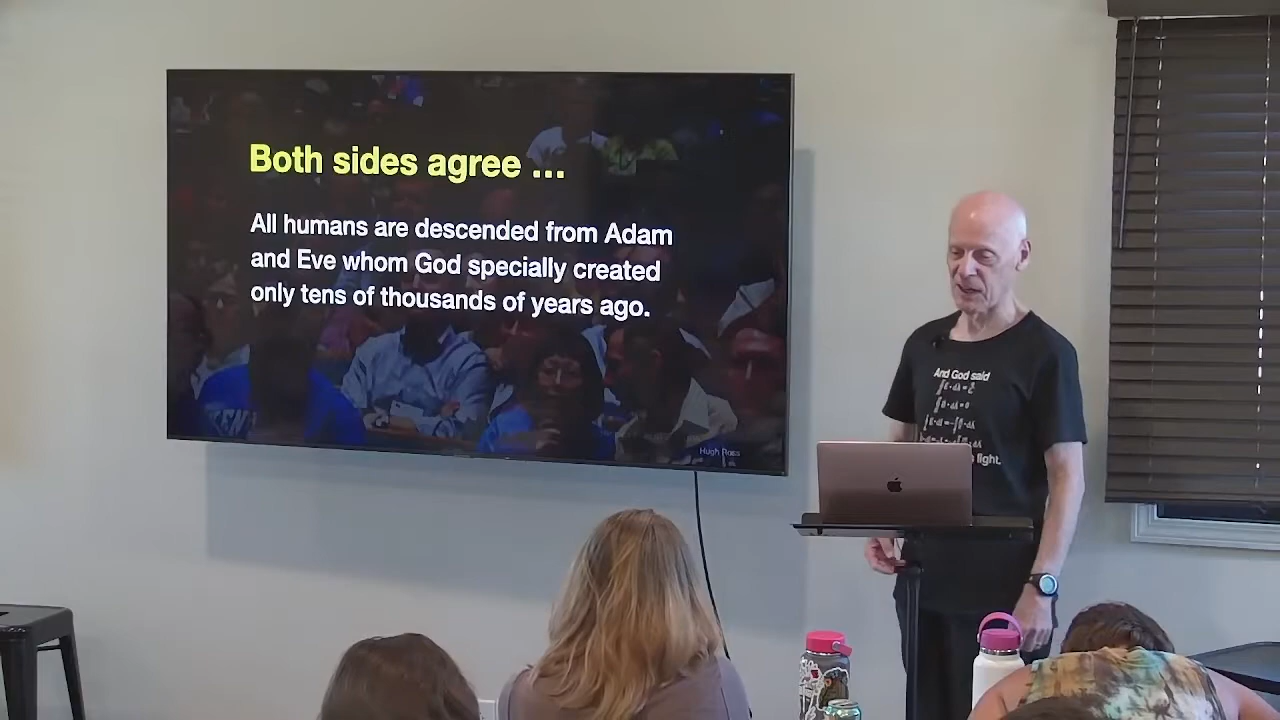 Both sides agree ...
All humans are descended from Adam
and Eve whom God specially created
only tens of thousands of years ago.
Hugh Ross
And God said
light.